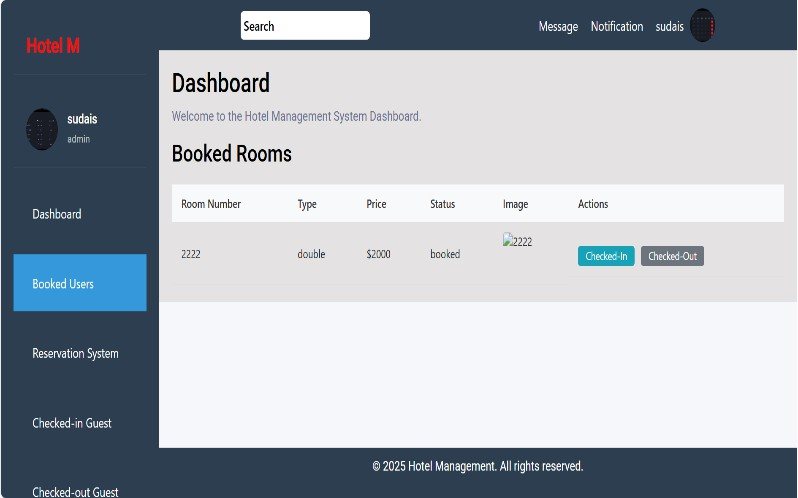 Hotel M
Search
Message Notification sudais
sudais
admin
Dashboard
Booked Users
Reservation System
Checked-in Guest
Checked-out Guest
Dashboard
Welcome to the Hotel Management System Dashboard.
Booked Rooms
Room Number Type Price Status Image Actions
2222 double $2000 booked 2222 Checked-In Checked-Out
© 2025 Hotel Management. All rights reserved.